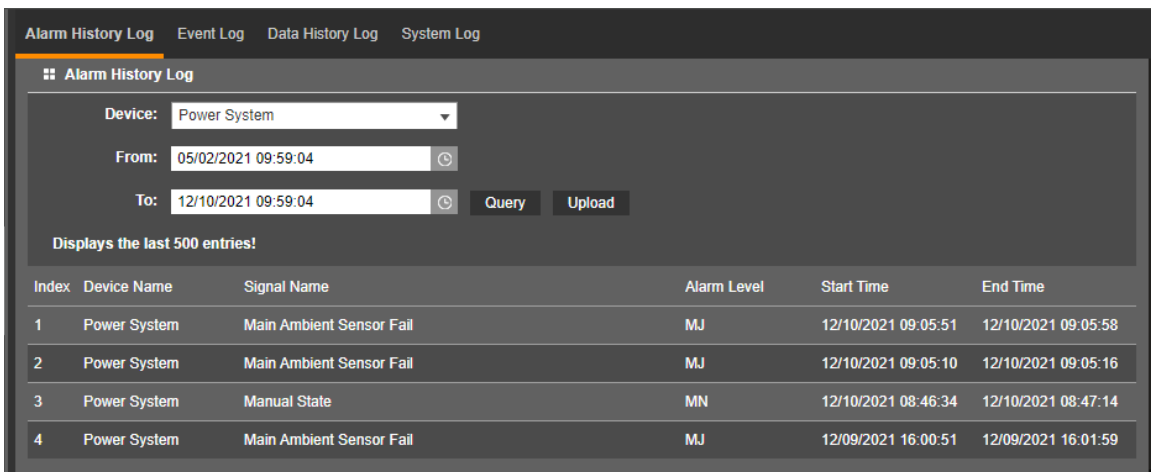 Alarm History Log Event Log Data History Log System Log
Alarm History Log
Device: Power System
From: 05/02/2021 09:59:04
To: 12/10/2021 09:59:04 Query Upload
Displays the last 500 entries!
Index Device Name Signal Name Alarm Level Start Time End Time
1 Power System Main Ambient Sensor Fail MJ 12/10/2021 09:05:51 12/10/2021 09:05:58
2 Power System Main Ambient Sensor Fail MJ 12/10/2021 09:05:10 12/10/2021 09:05:16
3 Power System Manual State MN 12/10/2021 08:46:34 12/10/2021 08:47:14
4 Power System Main Ambient Sensor Fail MJ 12/09/2021 16:00:51 12/09/2021 16:01:59